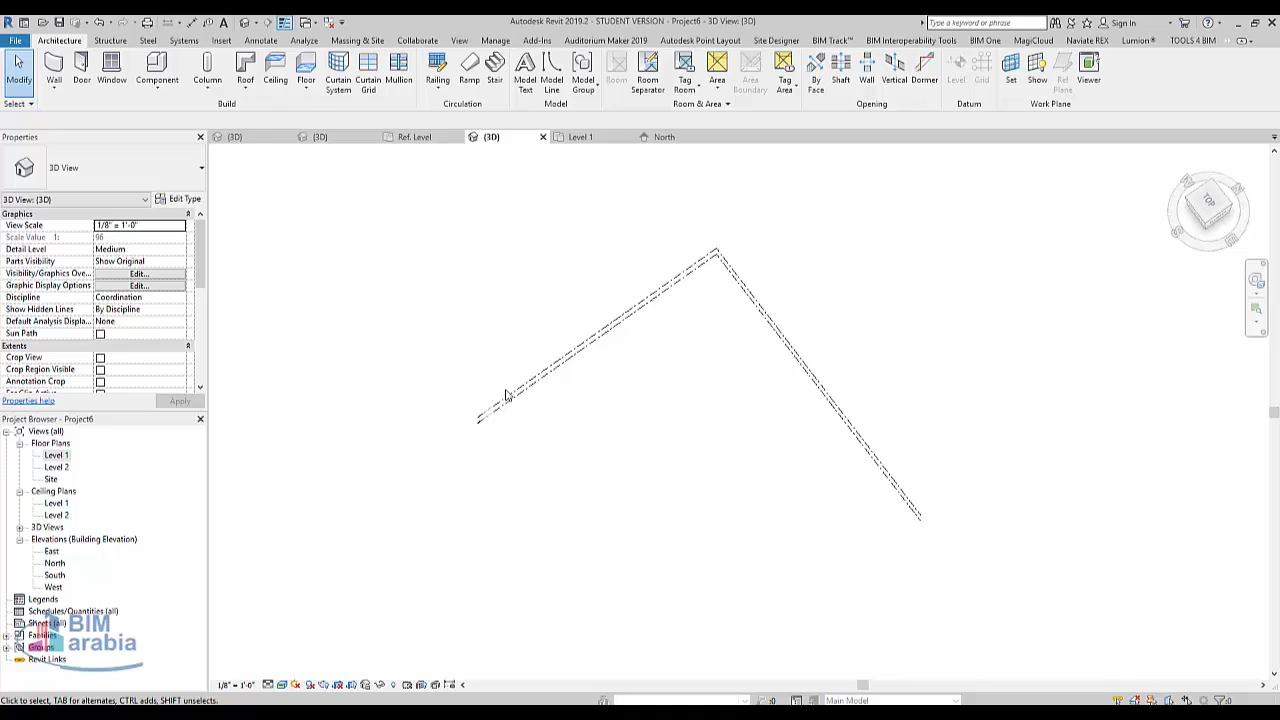 Autodesk Revit 2019.2 - STUDENT VERSION - Project6 - 3D View: {3D}
Type a keyword or phrase
Sign In
File Architecture Structure Steel Systems Insert Annotate Analyze Massing & Site Collaborate View Manage Add-Ins Auditorium Maker 2019 Autodesk Point Layout Site Designer BIM Track™ BIM Interoperability Tools BIM One MagiCloud Naviate REX Lumion® TOOLS 4 BIM
Modify Wall Door Window Component Column Roof Ceiling Floor Curtain System Curtain Grid Mullion Railing Ramp Stair Model Text Model Line Model Group Room Room Separator Tag Room Area Area Boundary Tag Area By Face Shaft Wall Vertical Dormer Level Grid Set Show Ref Plane Viewer
Select Build Circulation Model Room & Area Opening Datum Work Plane
Properties
{3D} {3D} Ref. Level {3D} Level 1 North
3D View
3D View: {3D} Edit Type
Graphics
View Scale 1/8" = 1'-0"
Scale Value 1: 96
Detail Level Medium
Parts Visibility Show Original
Visibility/Graphics Ove... Edit...
Graphic Display Options Edit...
Discipline Coordination
Show Hidden Lines By Discipline
Default Analysis Displa... None
Sun Path
Extents
Crop View
Crop Region Visible
Annotation Crop
Properties help Apply
TOP
Project Browser - Project6
Views (all)
Floor Plans
Level 1
Level 2
Site
Ceiling Plans
Level 1
Level 2
3D Views
Elevations (Building Elevation)
East
North
South
West
Legends
Schedules/Quantities (all)
Sheets (all)
Families
Groups
Revit Links
BIM
arabia
1/8" = 1'-0"
Click to select, TAB for alternates, CTRL adds, SHIFT unselects.
:0
Main Model
:0